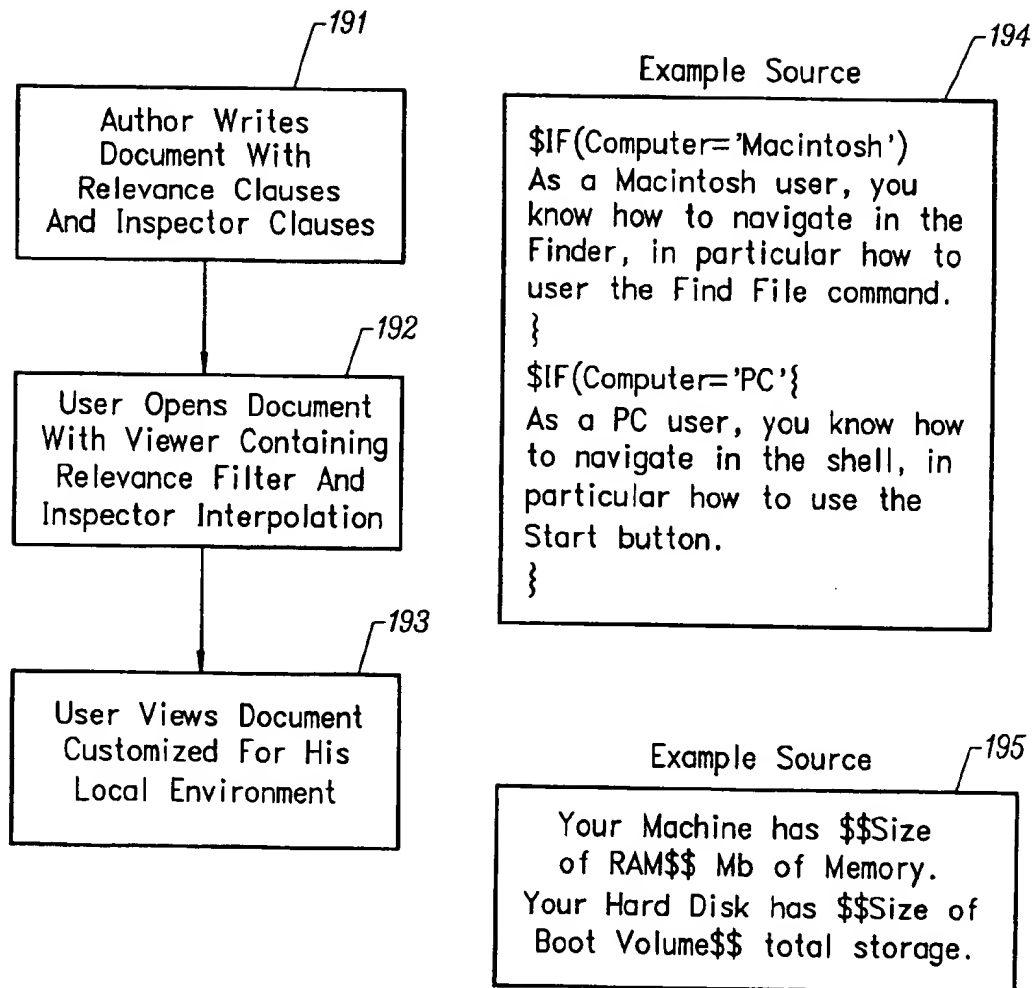 191
Author Writes
Document With
Relevance Clauses
And Inspector Clauses
192
User Opens Document
With Viewer Containing
Relevance Filter And
Inspector Interpolation
193
User Views Document
Customized For His
Local Environment
194
Example Source
$IF(Computer='Macintosh')
As a Macintosh user, you
know how to navigate in the
Finder, in particular how to
user the Find File command.
}
$IF(Computer='PC'{
As a PC user, you know how
to navigate in the shell, in
particular how to use the
Start button.
}
195
Example Source
Your Machine has $$Size
of RAM$$ Mb of Memory.
Your Hard Disk has $$Size of
Boot Volume$$ total storage.